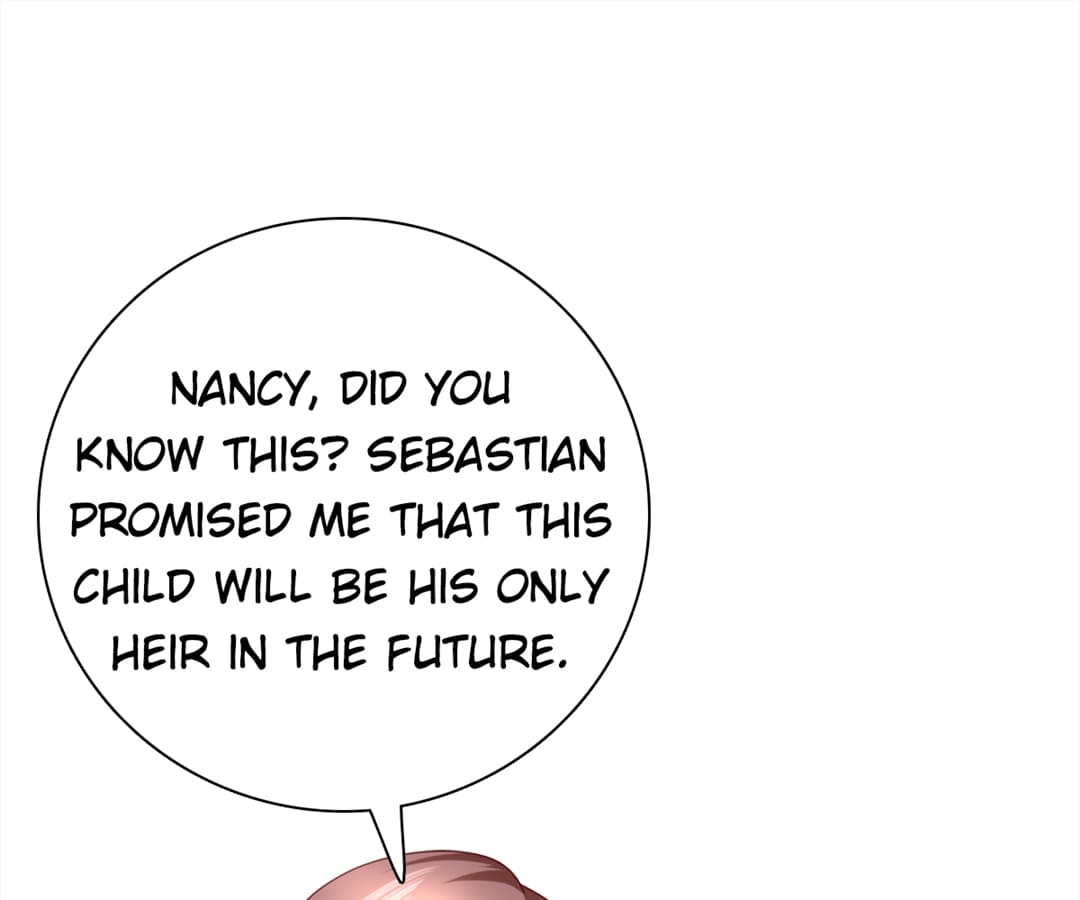 NANCY, DID YOU
KNOW THIS? SEBASTIAN
PROMISED ME THAT THIS
CHILD WILL BE HIS ONLY
HEIR IN THE FUTURE.